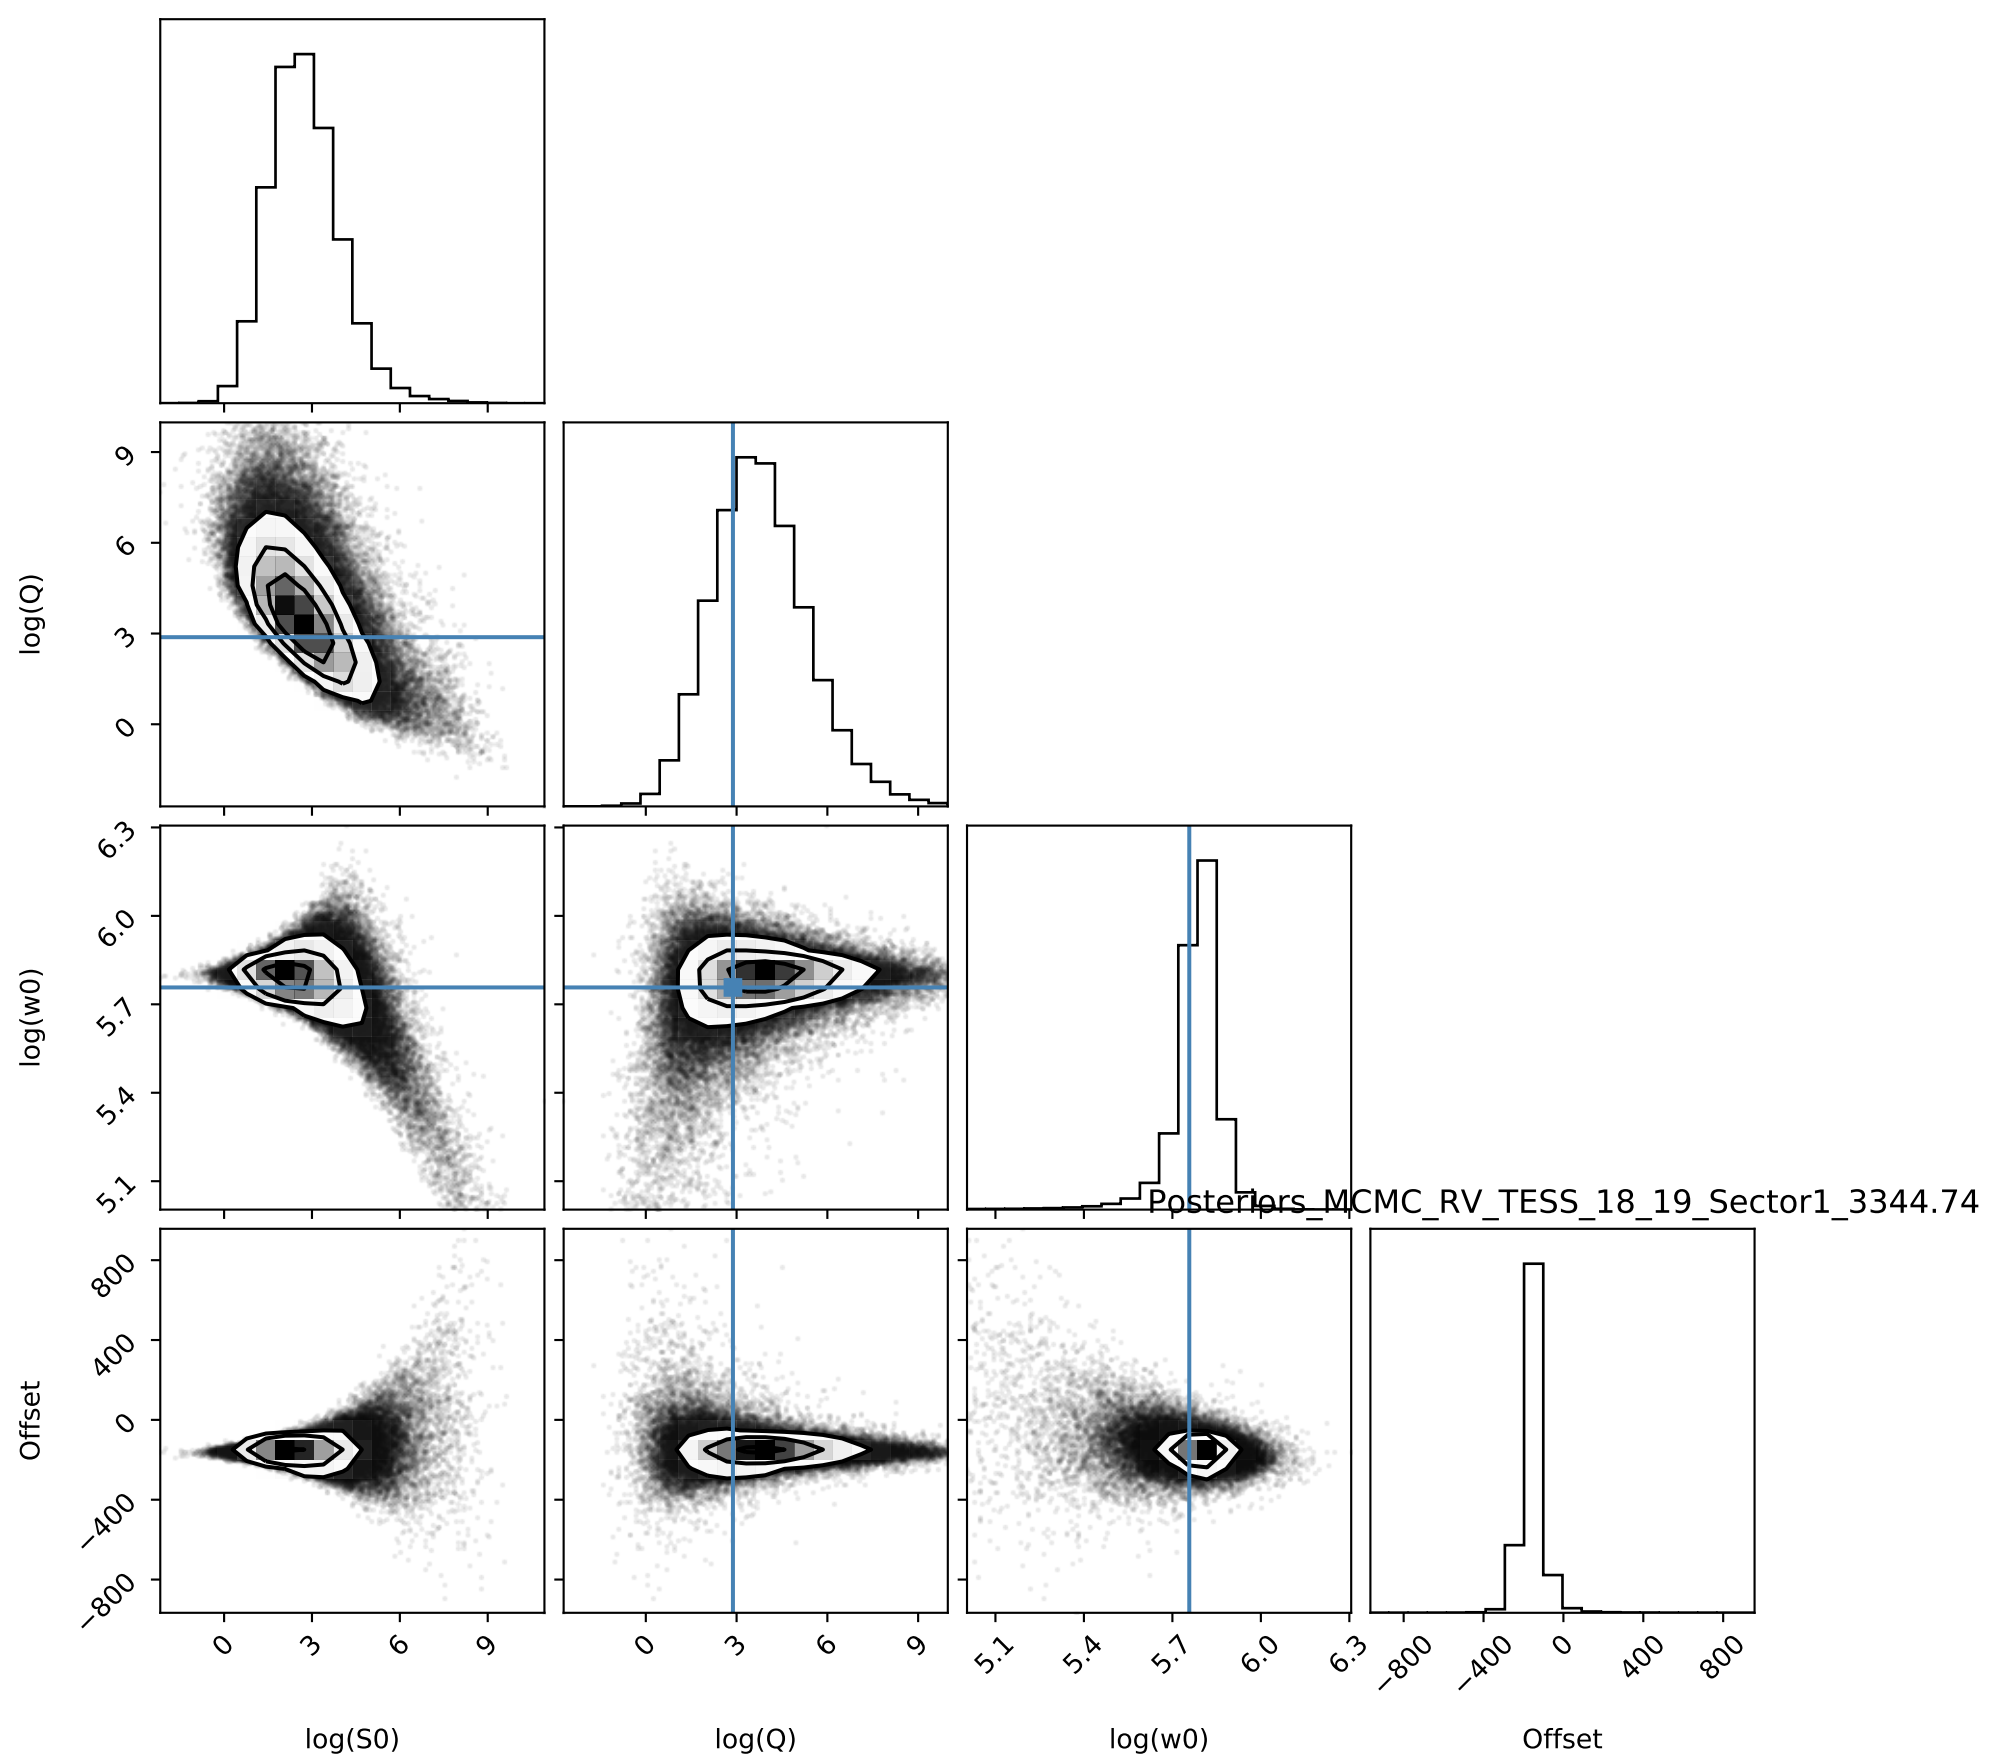 9
6
3
0
log(Q)
6.3
6.0
5.7
5.4
5.1
log(w0)
Posteriors_MCMC_RV_TESS_18_19_Sector1_3344.74
800
400
0
−400
−800
Offset
0 3 6 9
0 3 6 9
5.1 5.4 5.7 6.0 6.3
−800 −400 0 400 800
log(S0)
log(Q)
log(w0)
Offset